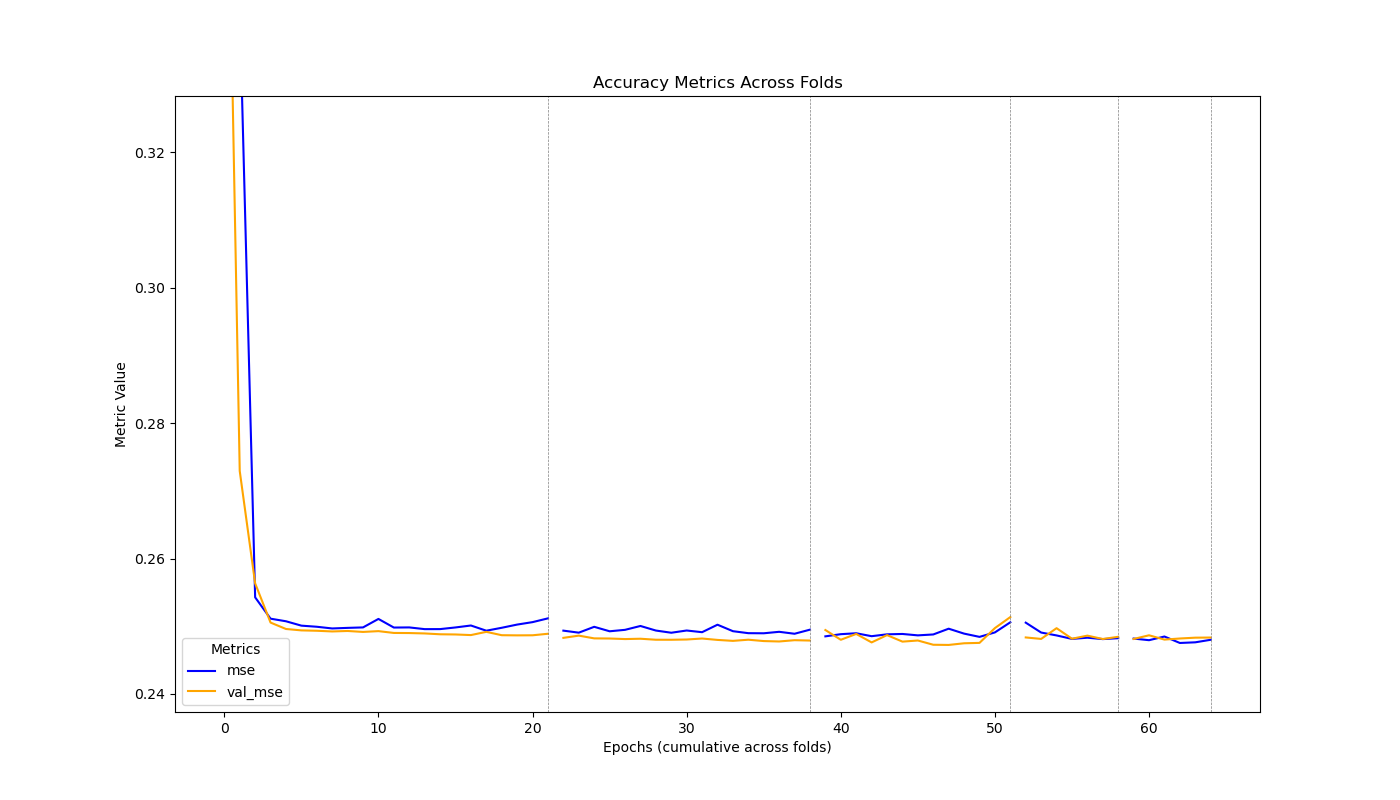 Accuracy Metrics Across Folds
0.32
0.30
0.28
0.26
0.24
Metric Value
Metrics
mse
val_mse
0 10 20 30 40 50 60
Epochs (cumulative across folds)